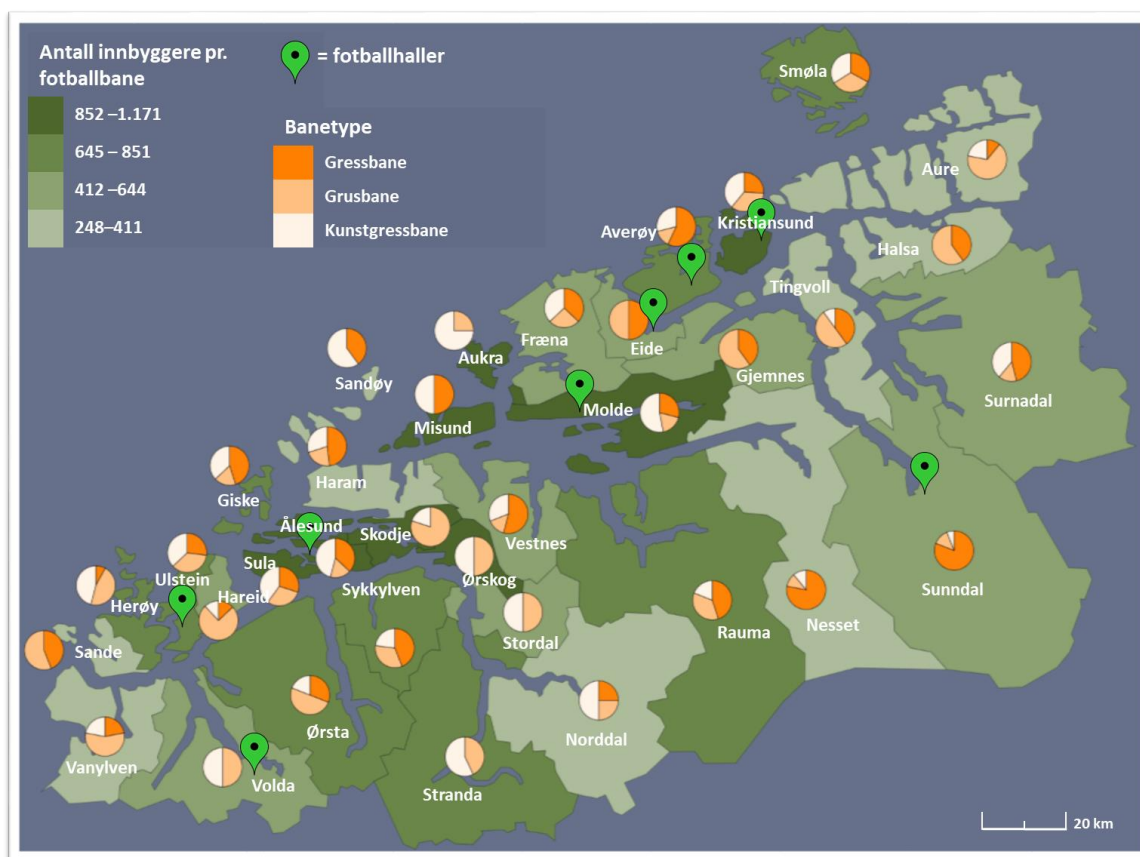 Antall innbyggere pr.
fotballbane
852 –1.171
645 – 851
412 –644
248–411
= fotballhaller
Banetype
Gressbane
Grusbane
Kunstgressbane
Smøla
Aure
Kristiansund
Averøy
Halsa
Tingvoll
Fræna
Eide
Aukra
Gjemnes
Sandøy
Surnadal
Molde
Misund
Haram
Giske
Ålesund
Skodje
Vestnes
Sula
Ørskog
Ulstein
Sykkylven
Sunndal
Hareid
Herøy
Nesset
Rauma
Stordal
Sande
Ørsta
Norddal
Vanylven
Volda
Stranda
20 km